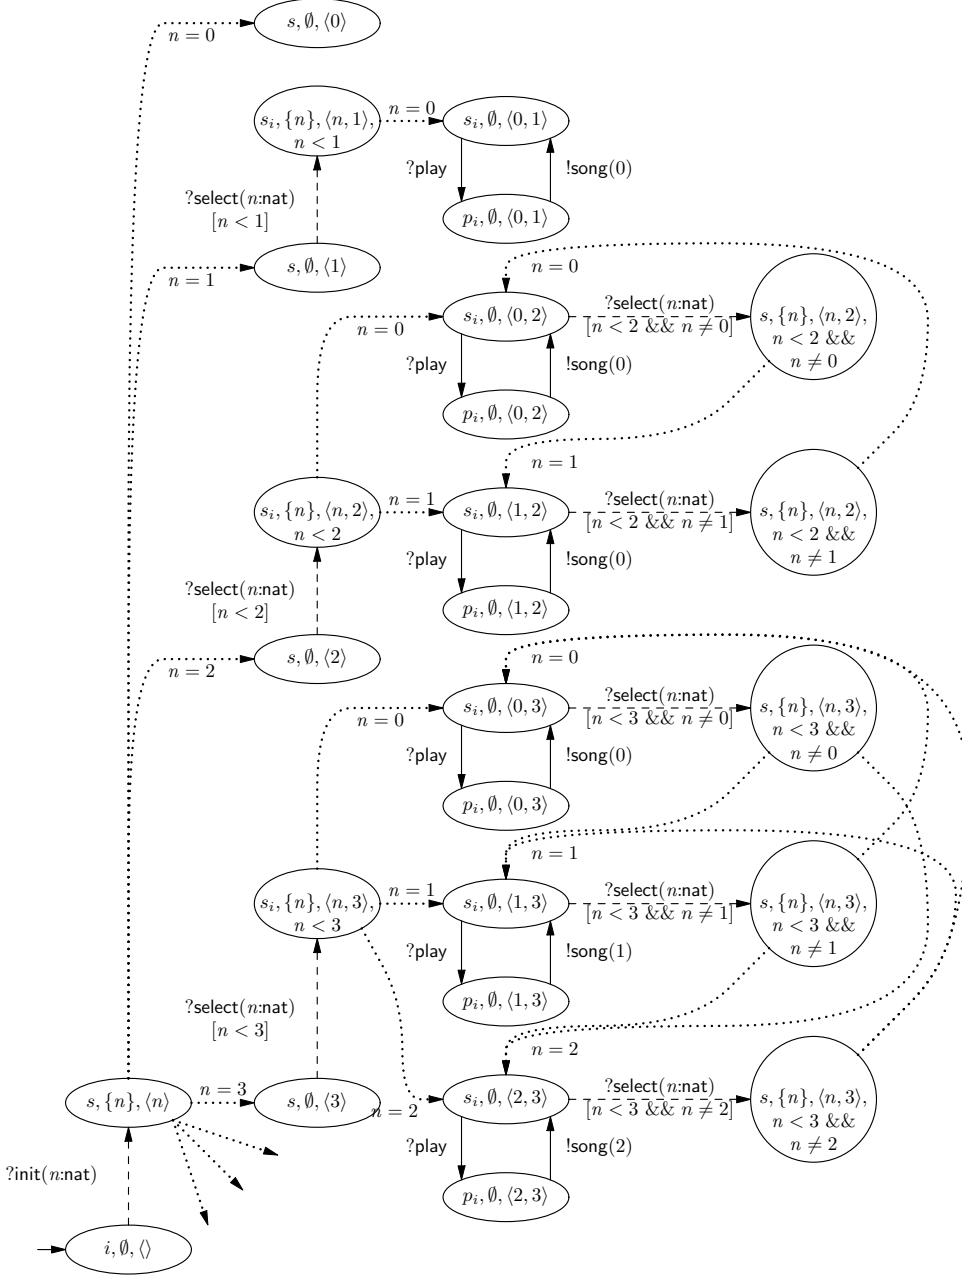 s, ∅, ⟨0⟩
n = 0
s_i, {n}, ⟨n, 1⟩,
n < 1
n = 0
s_i, ∅, ⟨0, 1⟩
?play
!song(0)
?select(n:nat)
[n < 1]
p_i, ∅, ⟨0, 1⟩
s, ∅, ⟨1⟩
n = 1
n = 0
s_i, ∅, ⟨0, 2⟩
n = 0
?select(n:nat)
[n < 2 && n ≠ 0]
s, {n}, ⟨n, 2⟩,
n < 2 &&
n ≠ 0
?play
!song(0)
p_i, ∅, ⟨0, 2⟩
n = 1
s_i, {n}, ⟨n, 2⟩,
n < 2
n = 1
s_i, ∅, ⟨1, 2⟩
?select(n:nat)
[n < 2 && n ≠ 1]
s, {n}, ⟨n, 2⟩,
n < 2 &&
n ≠ 1
?play
!song(0)
?select(n:nat)
[n < 2]
p_i, ∅, ⟨1, 2⟩
s, ∅, ⟨2⟩
n = 2
n = 0
n = 0
s_i, ∅, ⟨0, 3⟩
?select(n:nat)
[n < 3 && n ≠ 0]
s, {n}, ⟨n, 3⟩,
n < 3 &&
n ≠ 0
?play
!song(0)
p_i, ∅, ⟨0, 3⟩
n = 1
s_i, {n}, ⟨n, 3⟩,
n < 3
n = 1
s_i, ∅, ⟨1, 3⟩
?select(n:nat)
[n < 3 && n ≠ 1]
s, {n}, ⟨n, 3⟩,
n < 3 &&
n ≠ 1
?play
!song(1)
?select(n:nat)
[n < 3]
p_i, ∅, ⟨1, 3⟩
n = 2
s, {n}, ⟨n⟩
n = 3
s, ∅, ⟨3⟩
n = 2
s_i, ∅, ⟨2, 3⟩
?select(n:nat)
[n < 3 && n ≠ 2]
s, {n}, ⟨n, 3⟩,
n < 3 &&
n ≠ 2
?play
!song(2)
?init(n:nat)
p_i, ∅, ⟨2, 3⟩
i, ∅, ⟨⟩